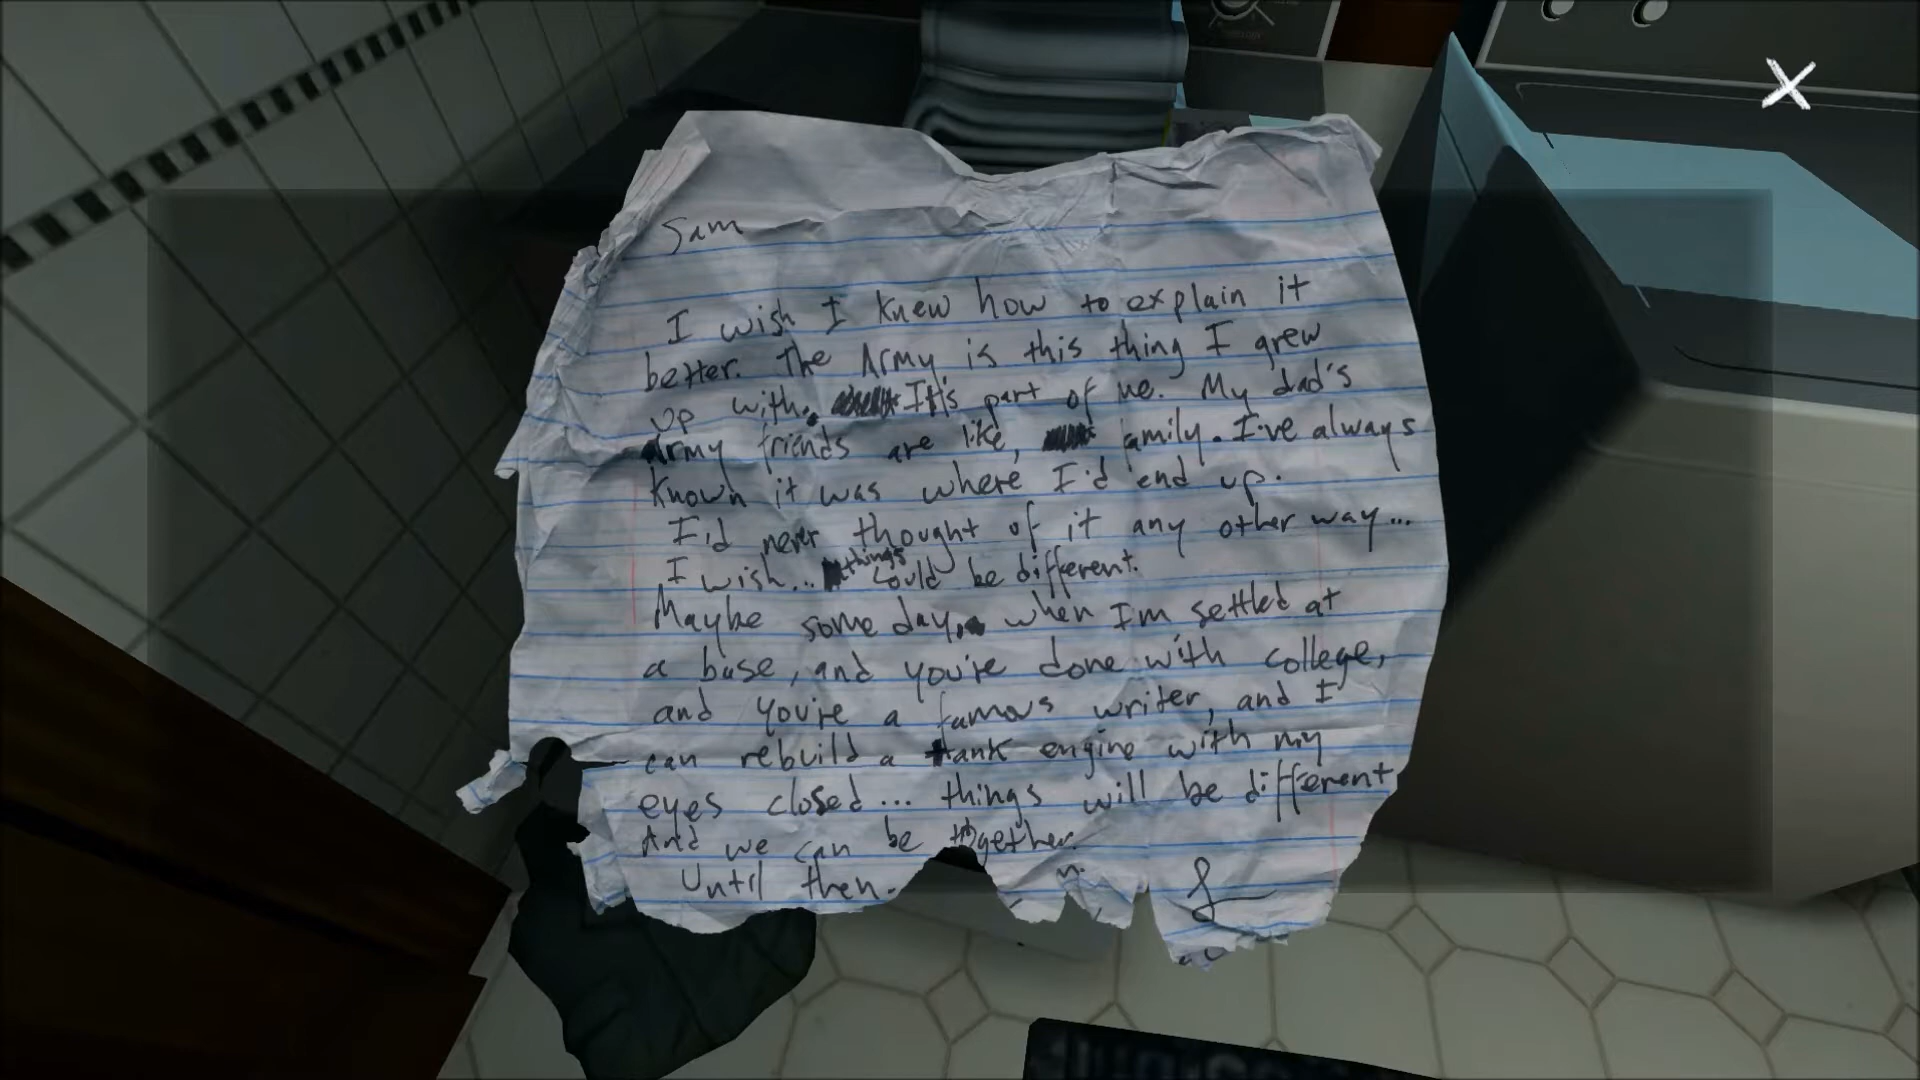 Sam
I wish I knew how to explain it
better. The Army is this thing I grew
up with. It's part of me. My dad's
Army friends are like, family. I've always
known it was where I'd end up.
I'd never thought of it any other way...
I wish... things could be different.
Maybe some day, when I'm settled at
a base, and you're done with college,
and you're a famous writer, and I
can rebuild a tank engine with my
eyes closed... things will be different
And we can be together.
Until then.
L